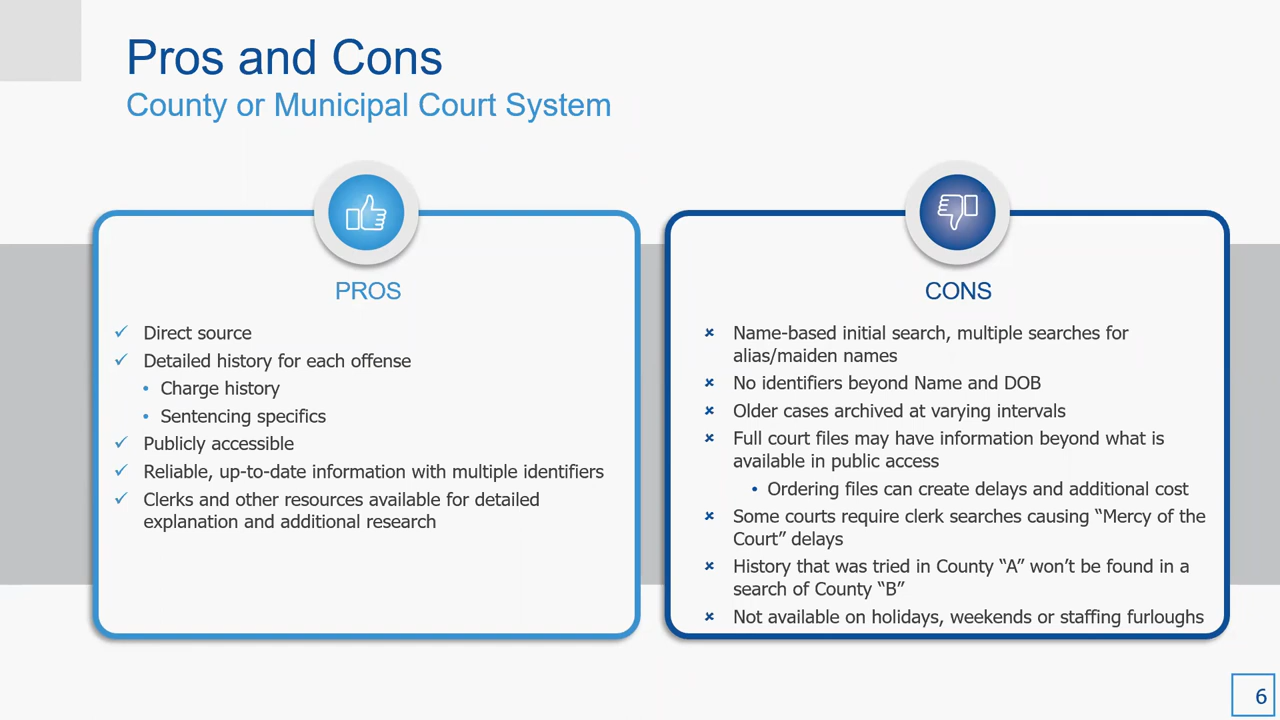 Pros and Cons
County or Municipal Court System
PROS
✓ Direct source
✓ Detailed history for each offense
• Charge history
• Sentencing specifics
✓ Publicly accessible
✓ Reliable, up-to-date information with multiple identifiers
✓ Clerks and other resources available for detailed
explanation and additional research
CONS
× Name-based initial search, multiple searches for
alias/maiden names
× No identifiers beyond Name and DOB
× Older cases archived at varying intervals
× Full court files may have information beyond what is
available in public access
• Ordering files can create delays and additional cost
× Some courts require clerk searches causing “Mercy of the
Court” delays
× History that was tried in County “A” won’t be found in a
search of County “B”
× Not available on holidays, weekends or staffing furloughs
6